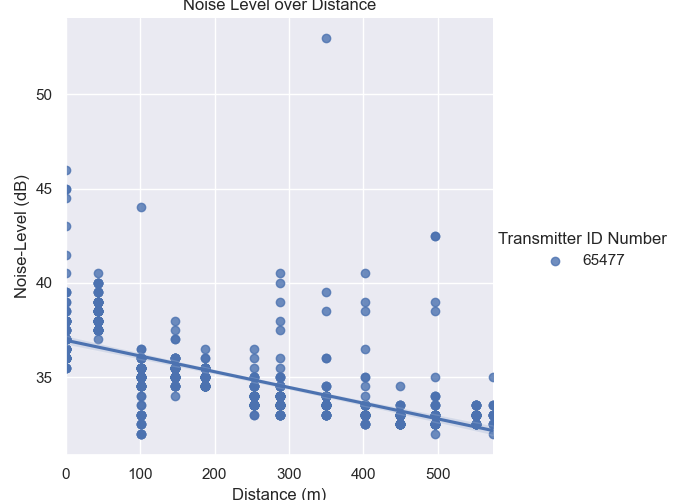 Noise Level over Distance
50
45
40
35
Noise-Level (dB)
0 100 200 300 400 500
Distance (m)
Transmitter ID Number
65477